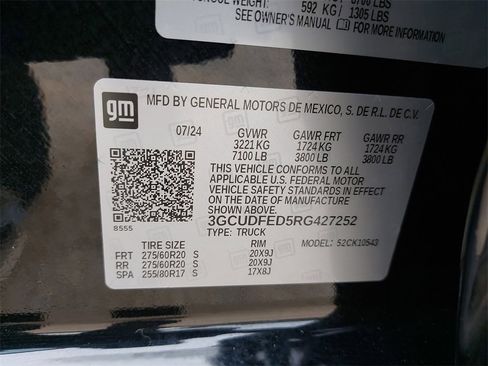 TONGUE WEIGHT:
592 KG / 1305 LBS
SEE OWNER'S MANUAL
FOR MORE INFORMATION
gm
MFD BY GENERAL MOTORS DE MEXICO, S. DE R.L. DE C.V.
07/24 GVWR GAWR FRT GAWR RR
3221 KG 1724 KG 1724 KG
7100 LB 3800 LB 3800 LB
THIS VEHICLE CONFORMS TO ALL
APPLICABLE U.S. FEDERAL MOTOR
VEHICLE SAFETY STANDARDS IN EFFECT
ON THE DATE OF MANUFACTURE
SHOWN ABOVE.
8555
3GCUDFED5RG427252
TYPE: TRUCK MODEL: 52CK10543
TIRE SIZE RIM
FRT 275/60R20 S 20X9J
RR 275/60R20 S 20X9J
SPA 255/80R17 S 17X8J